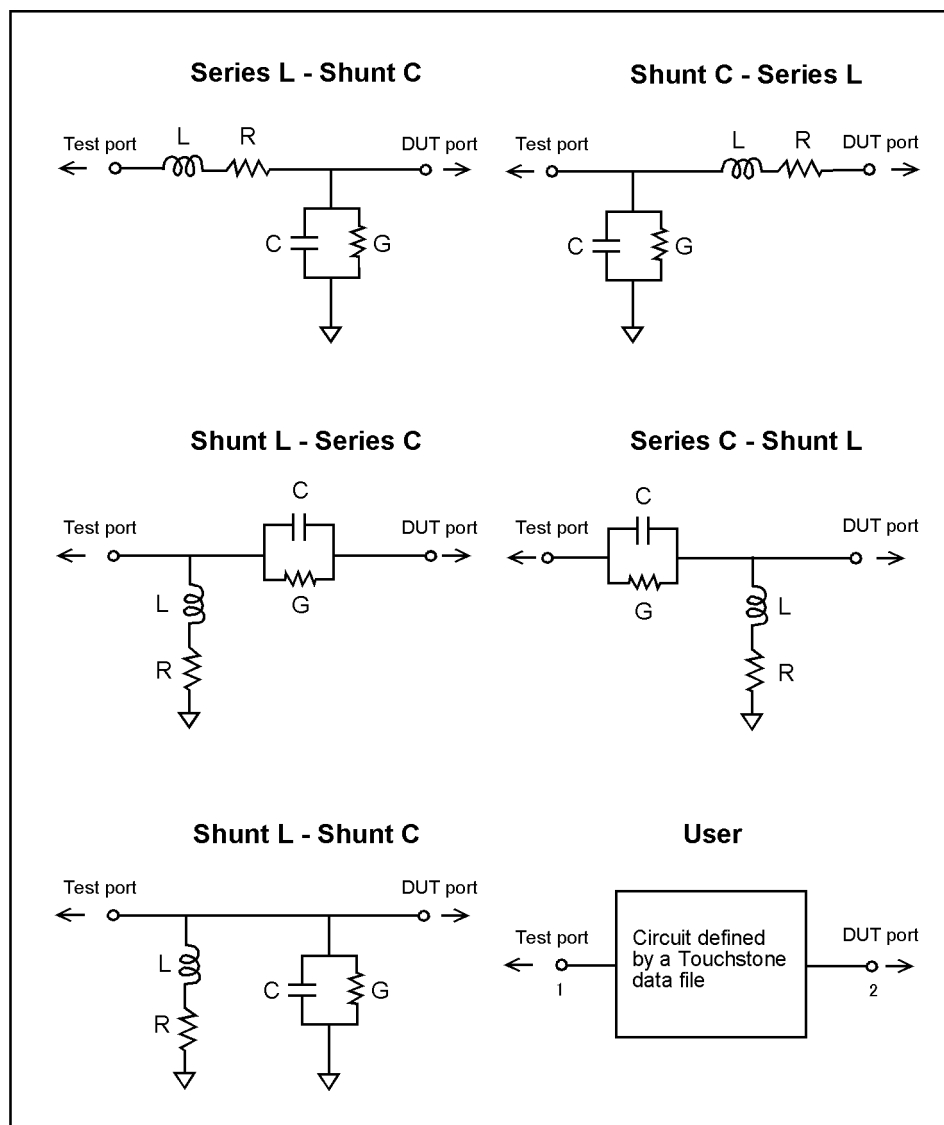 Series L - Shunt C
Test port
L
R
DUT port
C
G
Shunt C - Series L
Test port
L
R
DUT port
C
G
Shunt L - Series C
Test port
C
DUT port
G
L
R
Series C - Shunt L
Test port
C
DUT port
G
L
R
Shunt L - Shunt C
Test port
DUT port
L
C
G
R
User
Test port
Circuit defined
by a Touchstone
data file
DUT port
1
2